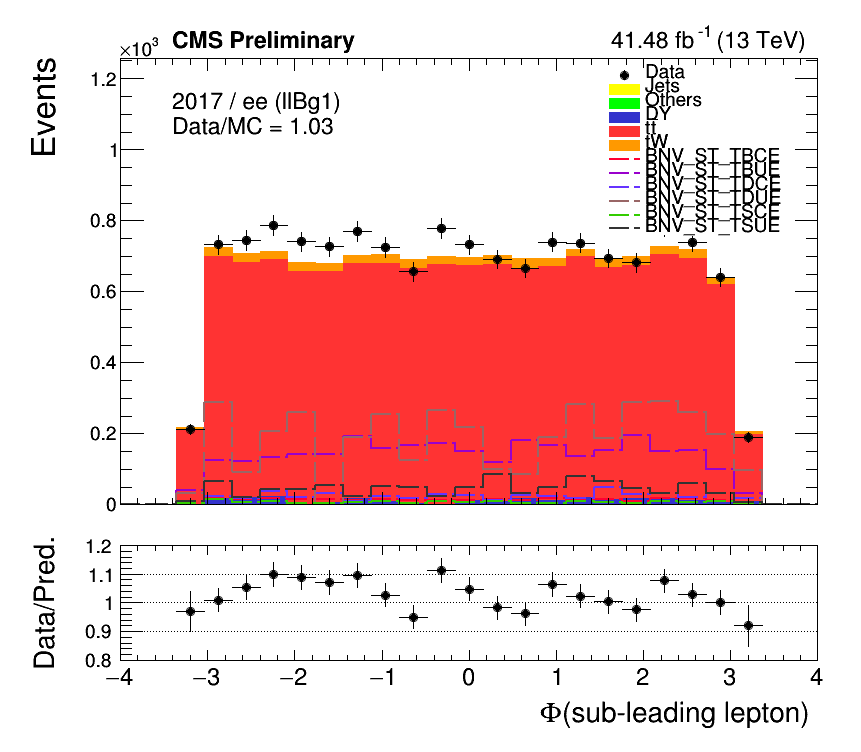 ×10³
CMS Preliminary
41.48 fb⁻¹ (13 TeV)
Events
2017 / ee (llBg1)
Data/MC = 1.03
Data
Jets
Others
DY
tt
tW
BNV_ST_TBCE
BNV_ST_TBUE
BNV_ST_TDCE
BNV_ST_TDUE
BNV_ST_TSCE
BNV_ST_TSUE
1.2
1
0.8
0.6
0.4
0.2
0
Data/Pred.
1.2
1.1
1
0.9
0.8
−4 −3 −2 −1 0 1 2 3 4
Φ(sub-leading lepton)